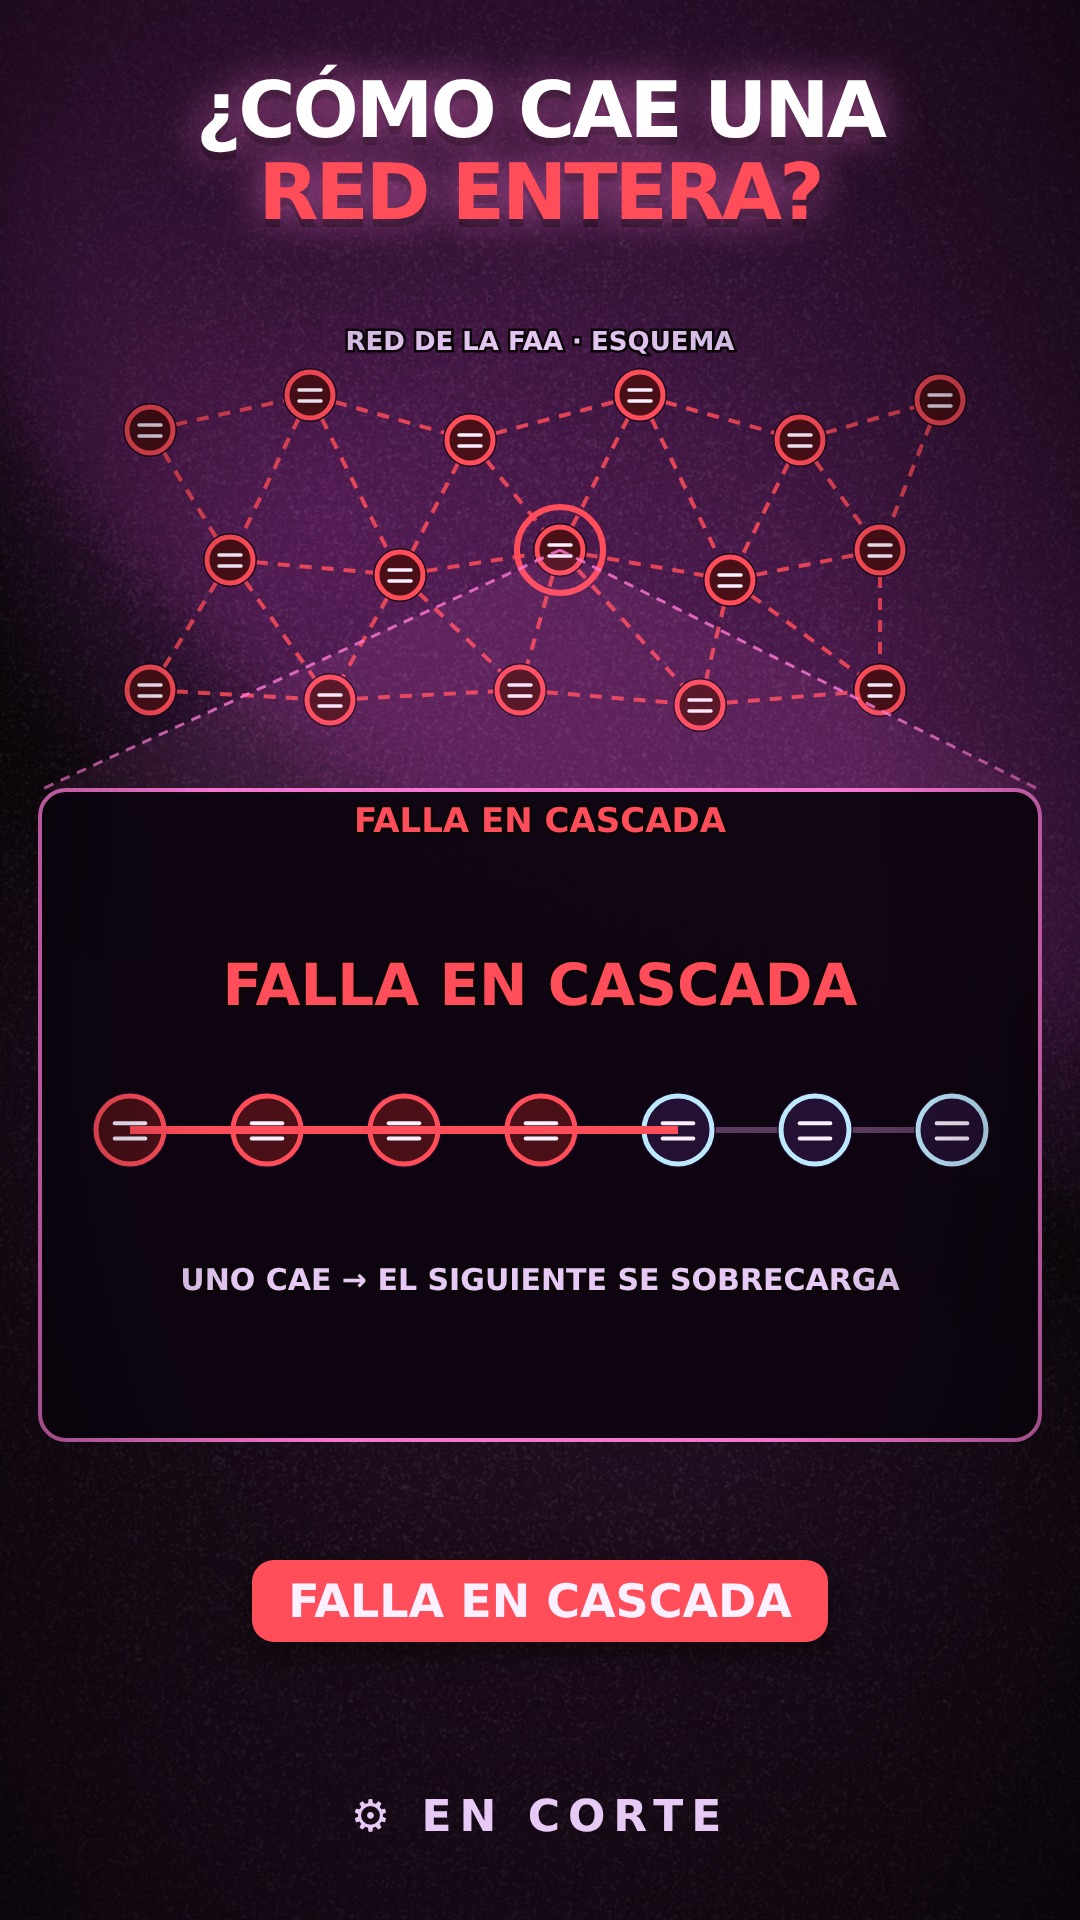 ¿CÓMO CAE UNA
RED ENTERA?
RED DE LA FAA · ESQUEMA
FALLA EN CASCADA
FALLA EN CASCADA
UNO CAE → EL SIGUIENTE SE SOBRECARGA
FALLA EN CASCADA
⚙ EN CORTE